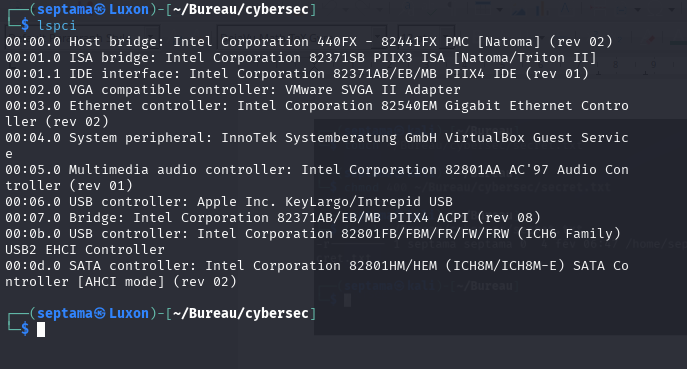 ┌──(septama㉿Luxon)-[~/Bureau/cybersec]
└─$ lspci
00:00.0 Host bridge: Intel Corporation 440FX - 82441FX PMC [Natoma] (rev 02)
00:01.0 ISA bridge: Intel Corporation 82371SB PIIX3 ISA [Natoma/Triton II]
00:01.1 IDE interface: Intel Corporation 82371AB/EB/MB PIIX4 IDE (rev 01)
00:02.0 VGA compatible controller: VMware SVGA II Adapter
00:03.0 Ethernet controller: Intel Corporation 82540EM Gigabit Ethernet Contro
ller (rev 02)
00:04.0 System peripheral: InnoTek Systemberatung GmbH VirtualBox Guest Servic
e
00:05.0 Multimedia audio controller: Intel Corporation 82801AA AC'97 Audio Con
troller (rev 01)
00:06.0 USB controller: Apple Inc. KeyLargo/Intrepid USB
00:07.0 Bridge: Intel Corporation 82371AB/EB/MB PIIX4 ACPI (rev 08)
00:0b.0 USB controller: Intel Corporation 82801FB/FBM/FR/FW/FRW (ICH6 Family)
USB2 EHCI Controller
00:0d.0 SATA controller: Intel Corporation 82801HM/HEM (ICH8M/ICH8M-E) SATA Co
ntroller [AHCI mode] (rev 02)
┌──(septama㉿Luxon)-[~/Bureau/cybersec]
└─$